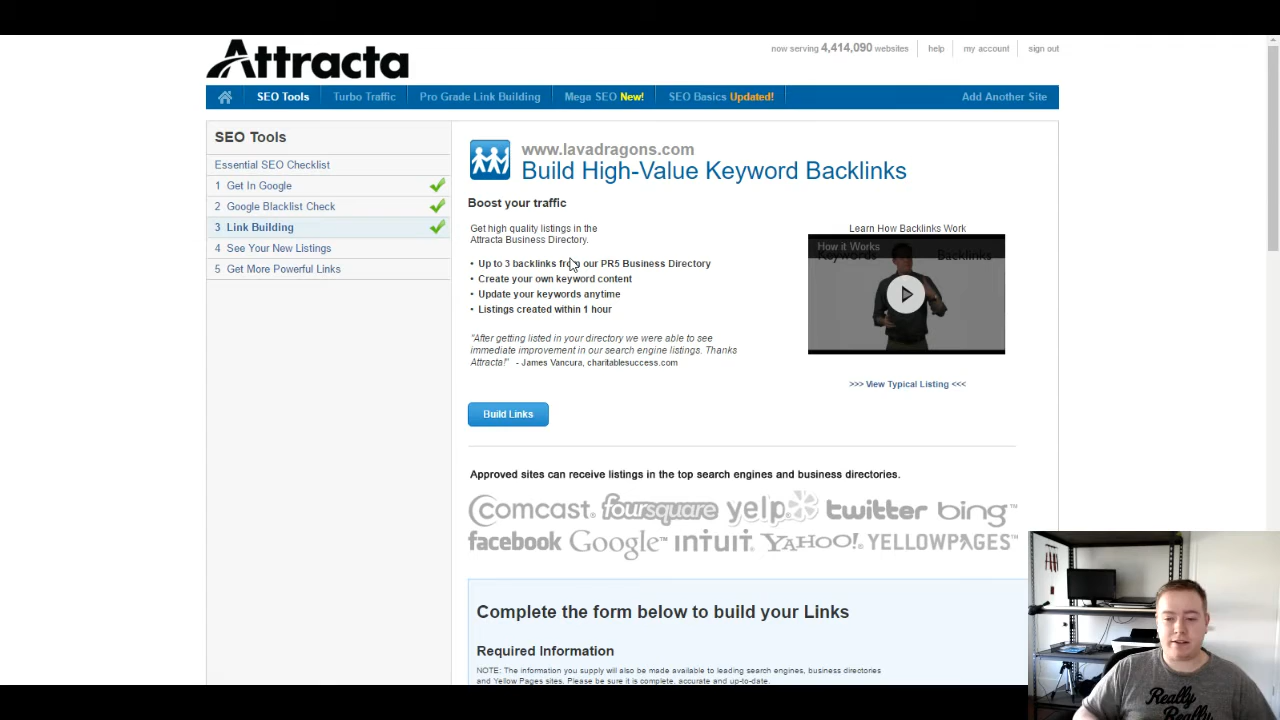 Attracta
now serving 4,414,090 websites
help
my account
sign out
SEO Tools
Turbo Traffic
Pro Grade Link Building
Mega SEO New!
SEO Basics Updated!
Add Another Site
SEO Tools
Essential SEO Checklist
1 Get In Google
2 Google Blacklist Check
3 Link Building
4 See Your New Listings
5 Get More Powerful Links
www.lavadragons.com
Build High-Value Keyword Backlinks
Boost your traffic
Get high quality listings in the
Attracta Business Directory.
• Up to 3 backlinks from our PR5 Business Directory
• Create your own keyword content
• Update your keywords anytime
• Listings created within 1 hour
"After getting listed in your directory we were able to see
immediate improvement in our search engine listings. Thanks
Attracta!" - James Vancura, charitablesuccess.com
Learn How Backlinks Work
How it Works
Keywords
Backlinks
>>> View Typical Listing <<<
Build Links
Approved sites can receive listings in the top search engines and business directories.
comcast. foursquare yelp twitter bing™
facebook Google™ intuit YAHOO! YELLOWPAGES™
Complete the form below to build your Links
Required Information
NOTE: The information you supply will also be made available to leading search engines, business directories
and Yellow Pages sites. Please be sure it is complete, accurate and up-to-date.
Really
Really